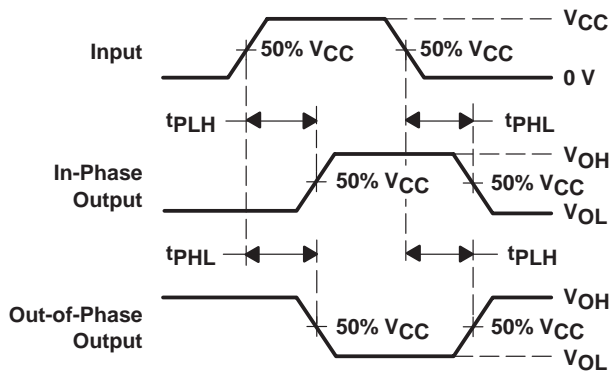 VCC
Input
50% VCC
50% VCC
0 V
tPLH
tPHL
VOH
In-Phase
Output
50% VCC
50% VCC
VOL
tPHL
tPLH
VOH
Out-of-Phase
Output
50% VCC
50% VCC
VOL